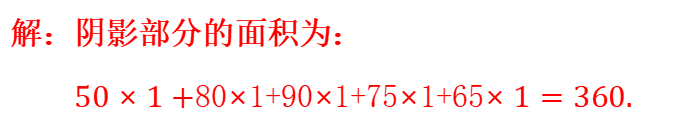 解：阴影部分的面积为：
50 × 1 +80×1+90×1+75×1+65× 1 = 360.